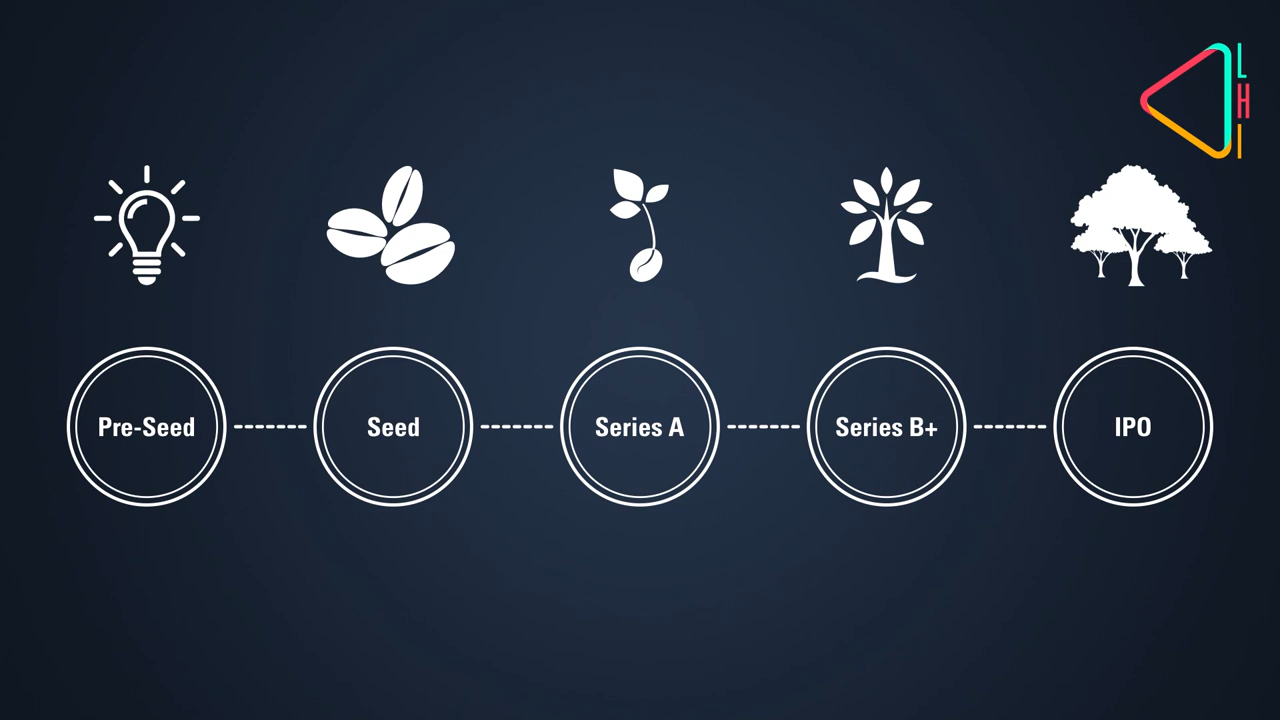 L
H
I
Pre-Seed
Seed
Series A
Series B+
IPO